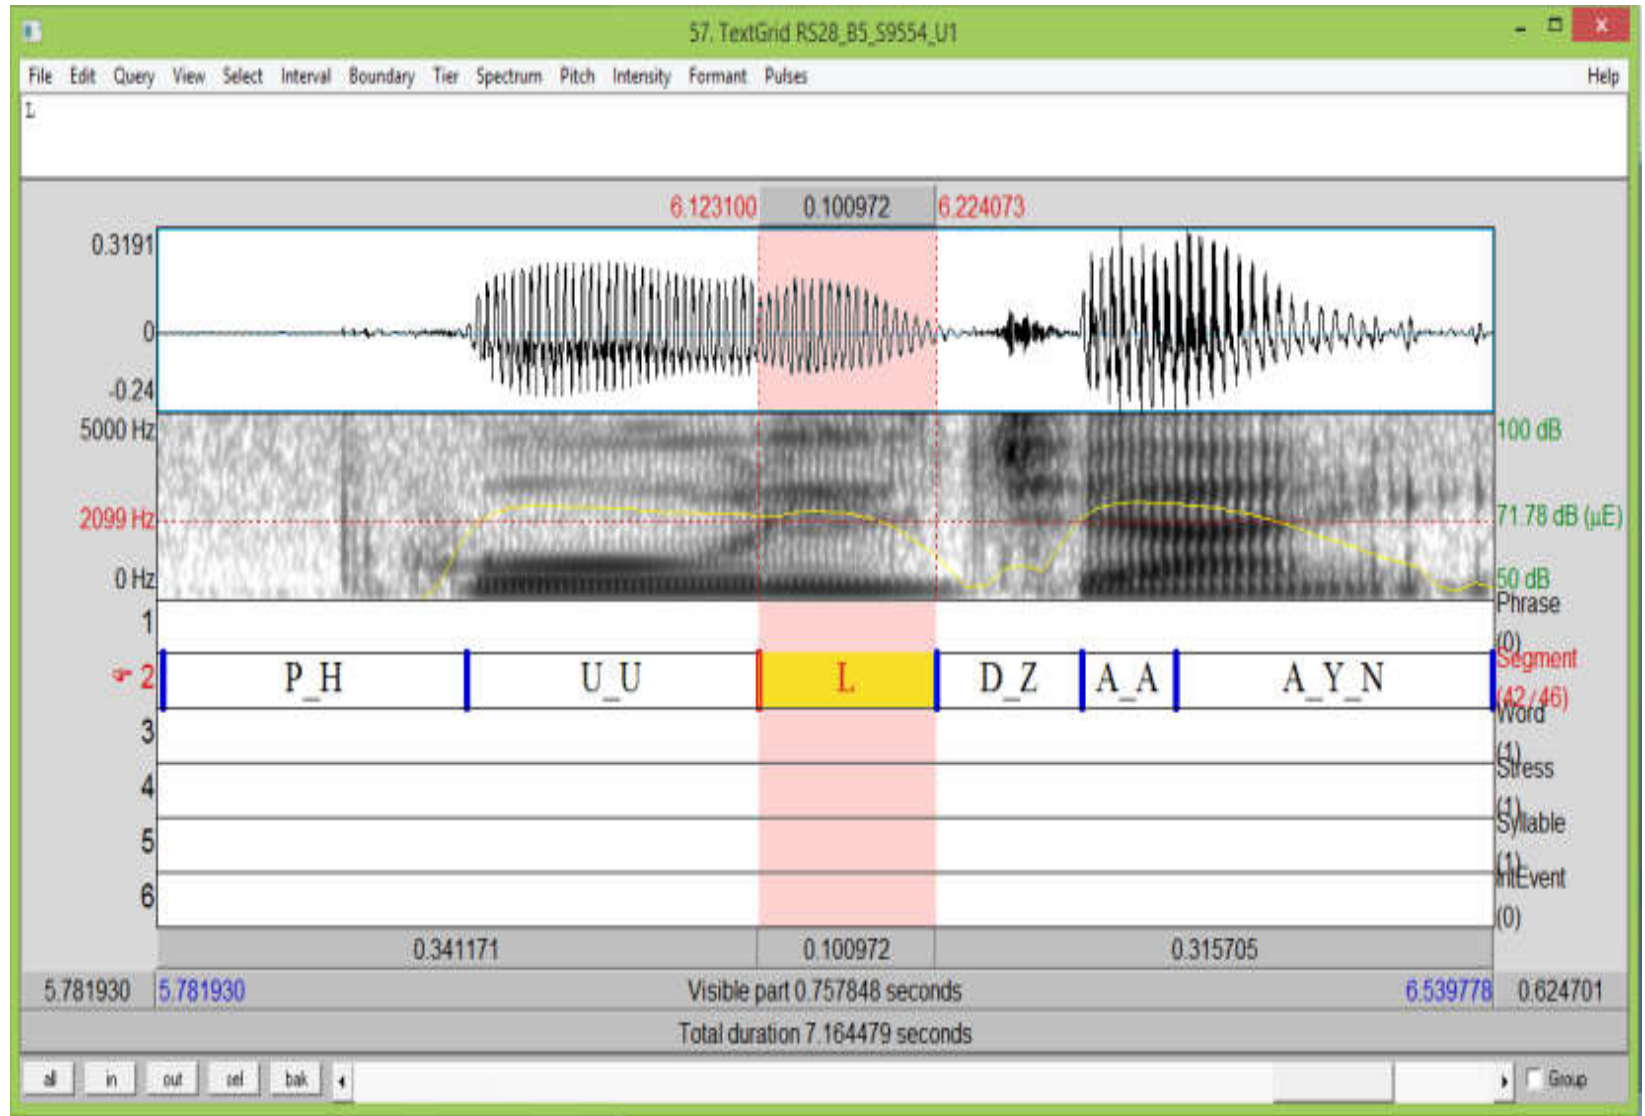 57. TextGrid RS28_B5_S9554_U1
File Edit Query View Select Interval Boundary Tier Spectrum Pitch Intensity Formant Pulses Help
L
6.123100 0.100972 6.224073
0.3191
0
-0.24
5000 Hz 100 dB
2099 Hz 71.78 dB (µE)
0 Hz 50 dB
1 Phrase
(0)
2 P_H U_U L D_Z A_A A_Y_N Segment
(42/46)
3 Word
(1)
4 Stress
(1)
5 Syllable
(1)
6 IntEvent
(0)
0.341171 0.100972 0.315705
5.781930 5.781930 Visible part 0.757848 seconds 6.539778 0.624701
Total duration 7.164479 seconds
all in out sel bak Group